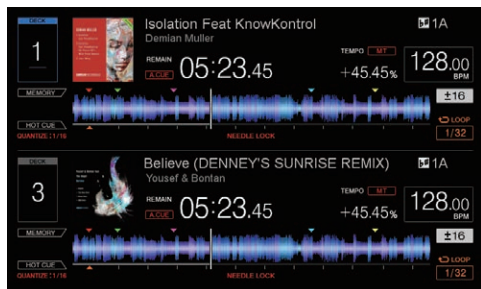 DECK
1
Isolation Feat KnowKontrol
Demian Muller
1A
REMAIN
A.CUE
05:23.45
TEMPO MT
+45.45%
128.00
BPM
MEMORY
±16
HOT CUE
LOOP
QUANTIZE : 1/16
NEEDLE LOCK
1/32
DECK
3
Believe (DENNEY'S SUNRISE REMIX)
Yousef & Bontan
1A
REMAIN
A.CUE
05:23.45
TEMPO MT
+45.45%
128.00
BPM
MEMORY
±16
HOT CUE
LOOP
QUANTIZE : 1/16
NEEDLE LOCK
1/32